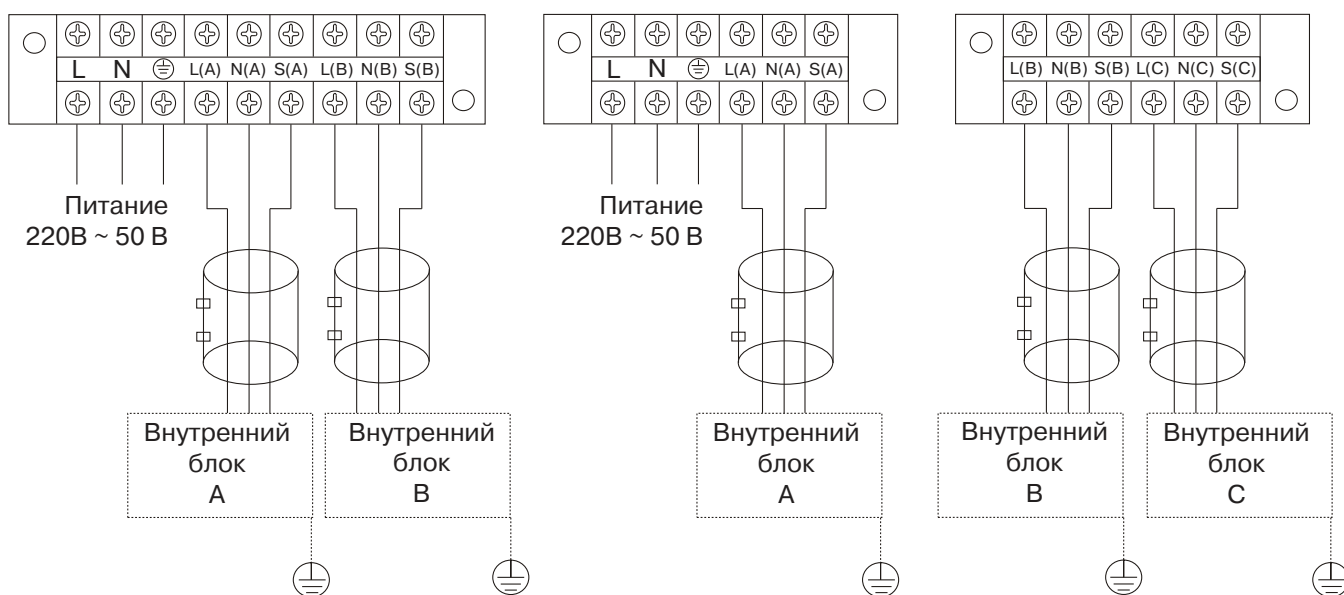 L N L(A) N(A) S(A) L(B) N(B) S(B)
Питание
220В ~ 50 В
Внутренний
блок
A
Внутренний
блок
B
L N L(A) N(A) S(A)
Питание
220В ~ 50 В
Внутренний
блок
A
L(B) N(B) S(B) L(C) N(C) S(C)
Внутренний
блок
B
Внутренний
блок
C